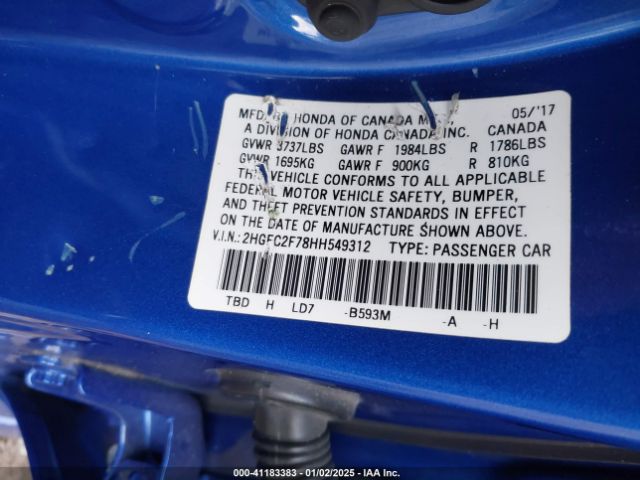 MFD. BY HONDA OF CANADA MFG. 05/'17
A DIVISION OF HONDA CANADA INC. CANADA
GVWR 3737LBS GAWR F 1984LBS R 1786LBS
GVWR 1695KG GAWR F 900KG R 810KG
THIS VEHICLE CONFORMS TO ALL APPLICABLE
FEDERAL MOTOR VEHICLE SAFETY, BUMPER,
AND THEFT PREVENTION STANDARDS IN EFFECT
ON THE DATE OF MANUFACTURE SHOWN ABOVE.
V.I.N.: 2HGFC2F78HH549312 TYPE: PASSENGER CAR
TBD H LD7 -B593M -A -H
000-41183383 - 01/02/2025 - IAA Inc.